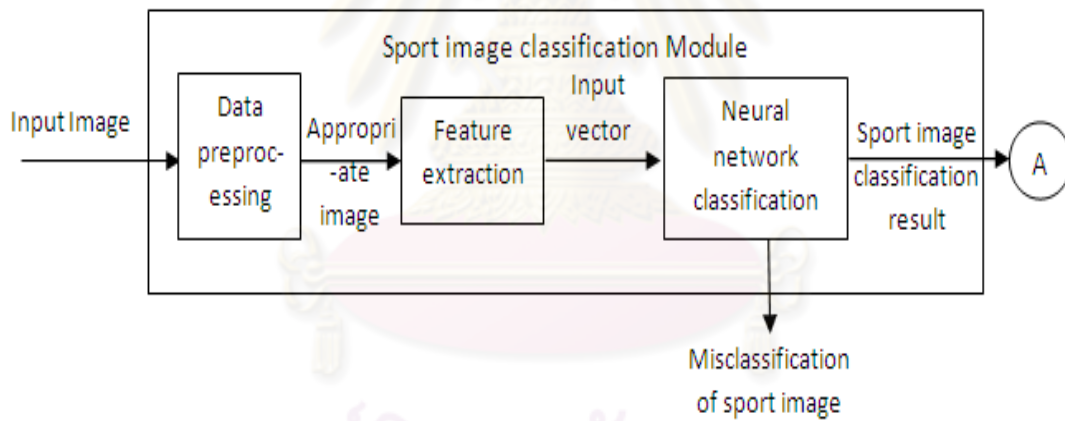 Sport image classification Module
Input Image
Data
preproc-
essing
Appropri
-ate
image
Feature
extraction
Input
vector
Neural
network
classification
Sport image
classification
result
A
Misclassification
of sport image